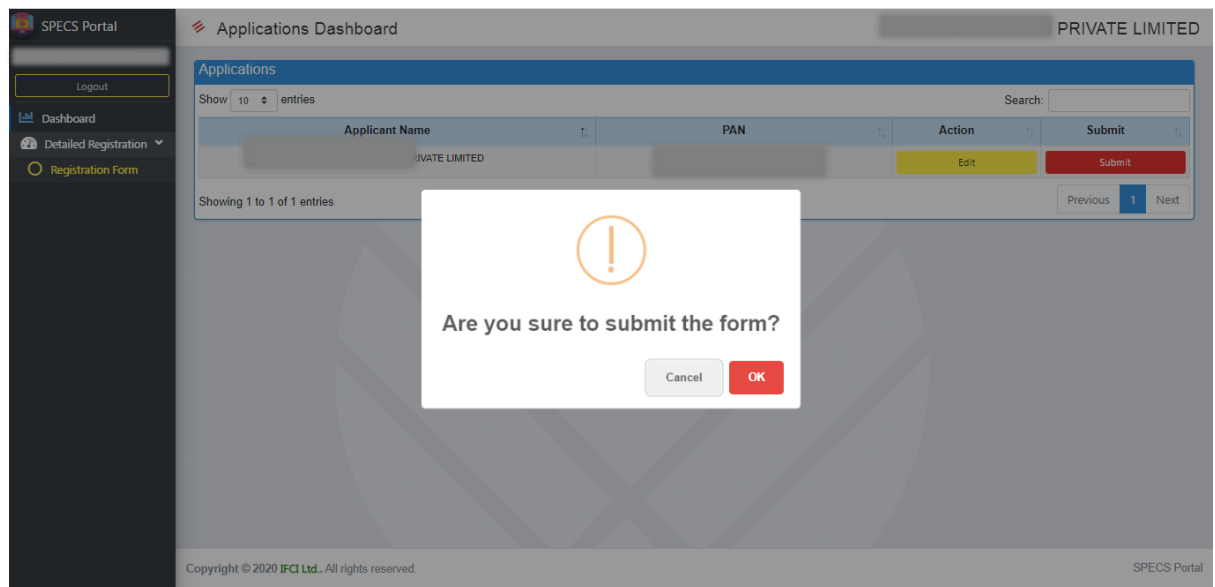 SPECS Portal
Applications Dashboard
PRIVATE LIMITED
Logout
Dashboard
Detailed Registration
Registration Form
Applications
Show 10 entries
Search:
Applicant Name PAN Action Submit
LIMITED Edit Submit
Showing 1 to 1 of 1 entries
Previous 1 Next
Are you sure to submit the form?
Cancel OK
Copyright © 2020 IFCI Ltd.. All rights reserved.
SPECS Portal